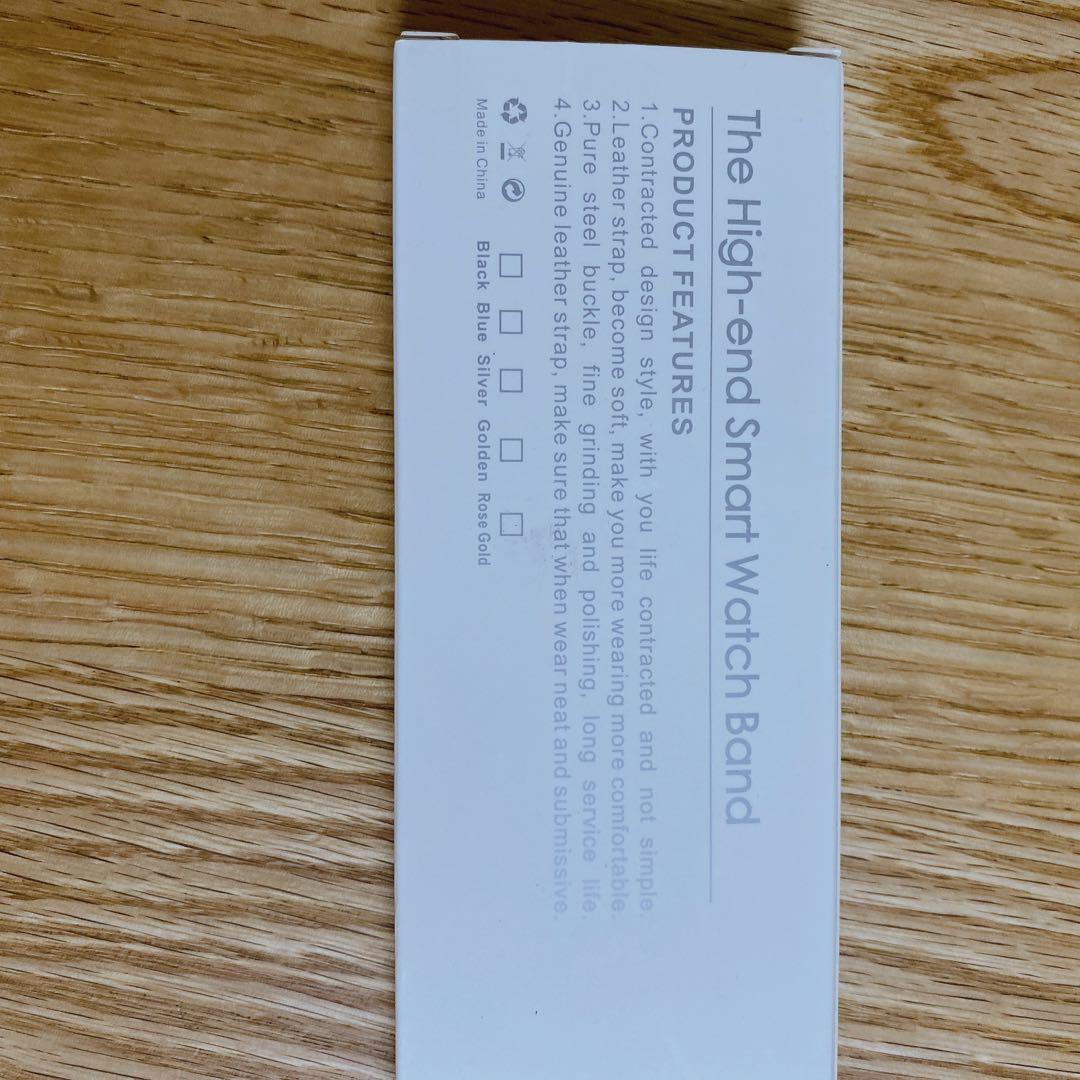 The High-end Smart Watch Band
PRODUCT FEATURES
1.Contracted design style, with you life contracted and not simple.
2.Leather strap, become soft, make you more wearing more comfortable.
3.Pure steel buckle, fine grinding and polishing, long service life.
4.Genuine leather strap, make sure that when wear neat and submissive.
Made in China
Black Blue Silver Golden Rose Gold